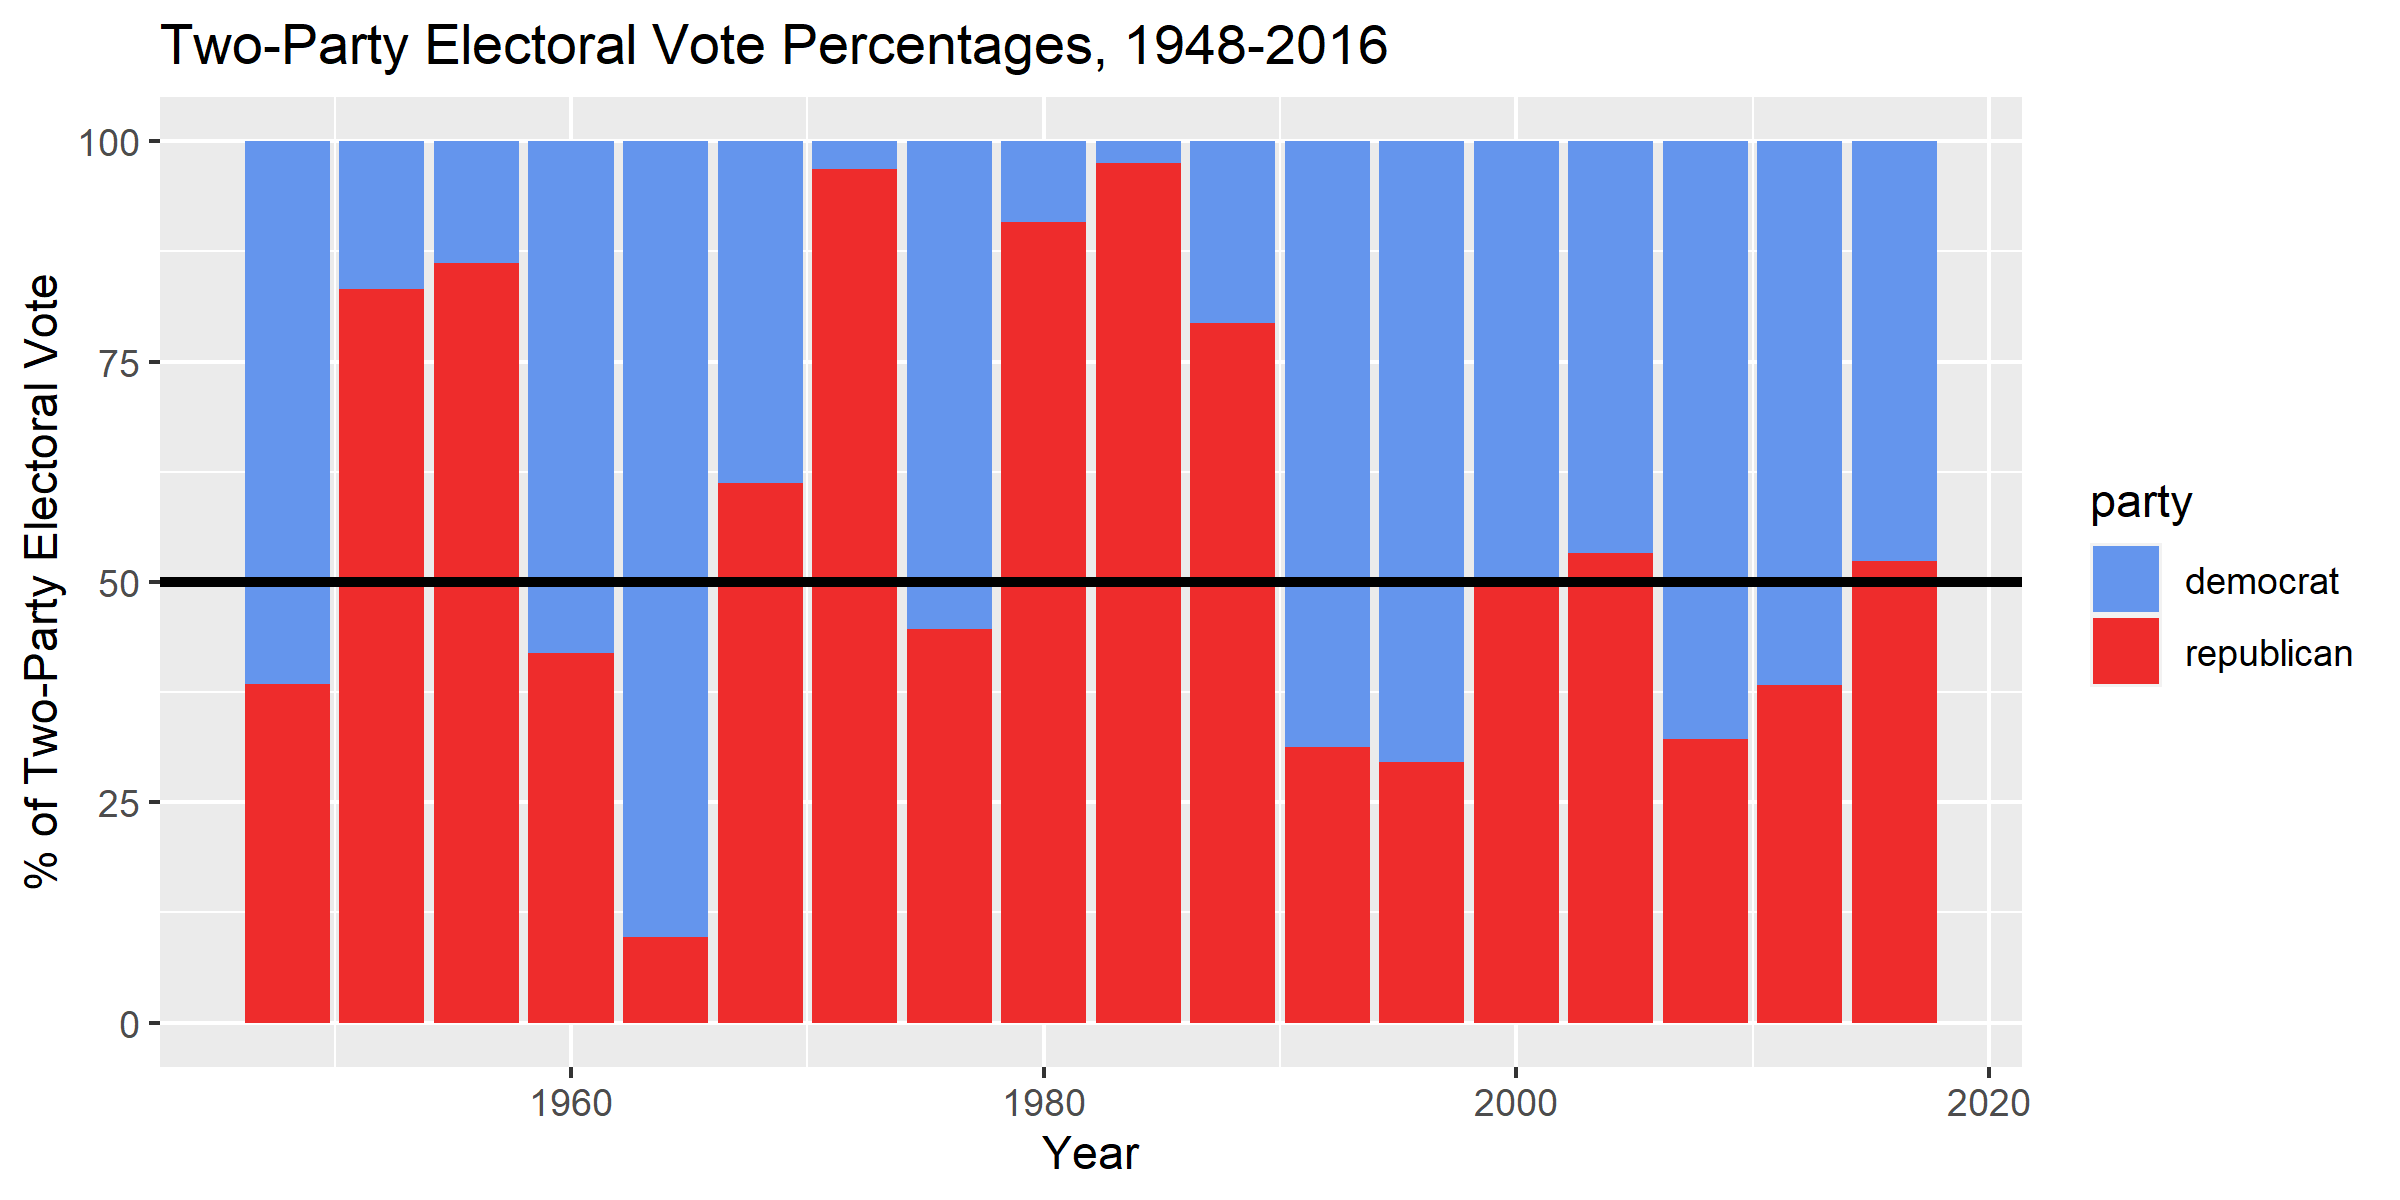 Two-Party Electoral Vote Percentages, 1948-2016
% of Two-Party Electoral Vote
100
75
50
25
0
1960
1980
2000
2020
Year
party
democrat
republican